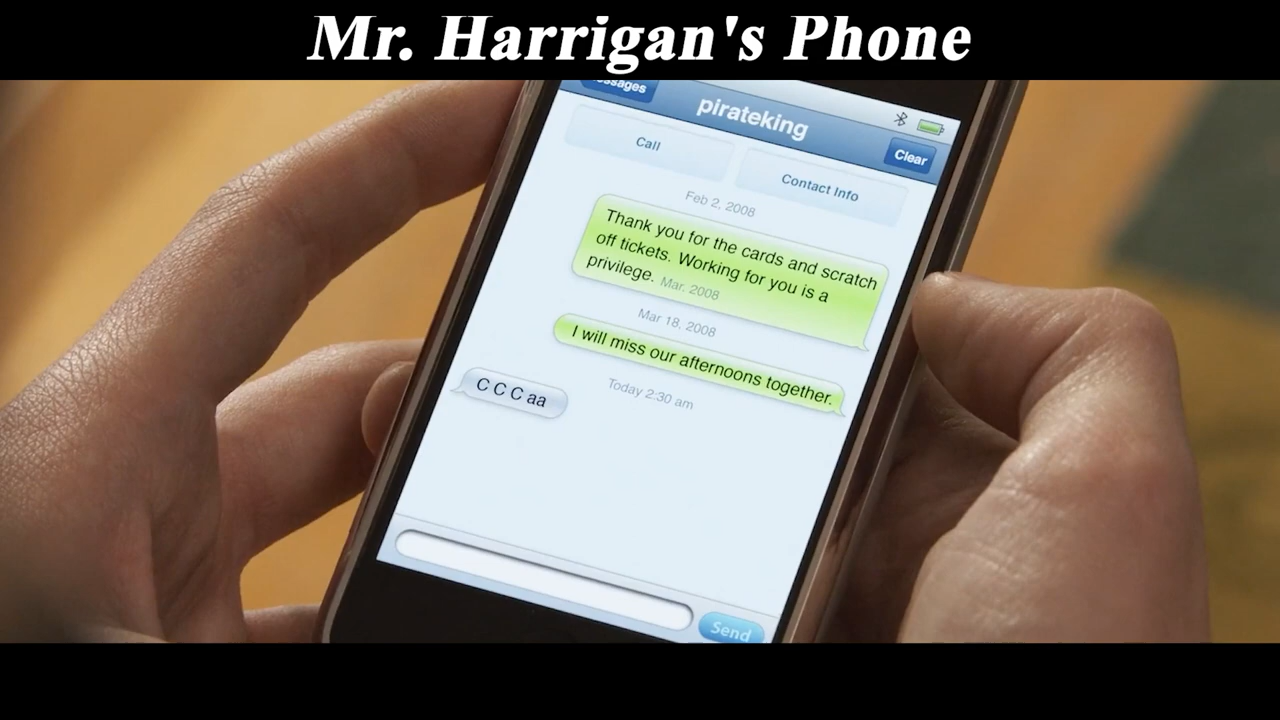 Mr. Harrigan's Phone
ssages
pirateking
Clear
Call
Contact Info
Feb 2, 2008
Thank you for the cards and scratch
off tickets. Working for you is a
privilege. Mar. 2008
Mar 18, 2008
I will miss our afternoons together.
Today 2:30 am
C C C aa
Send